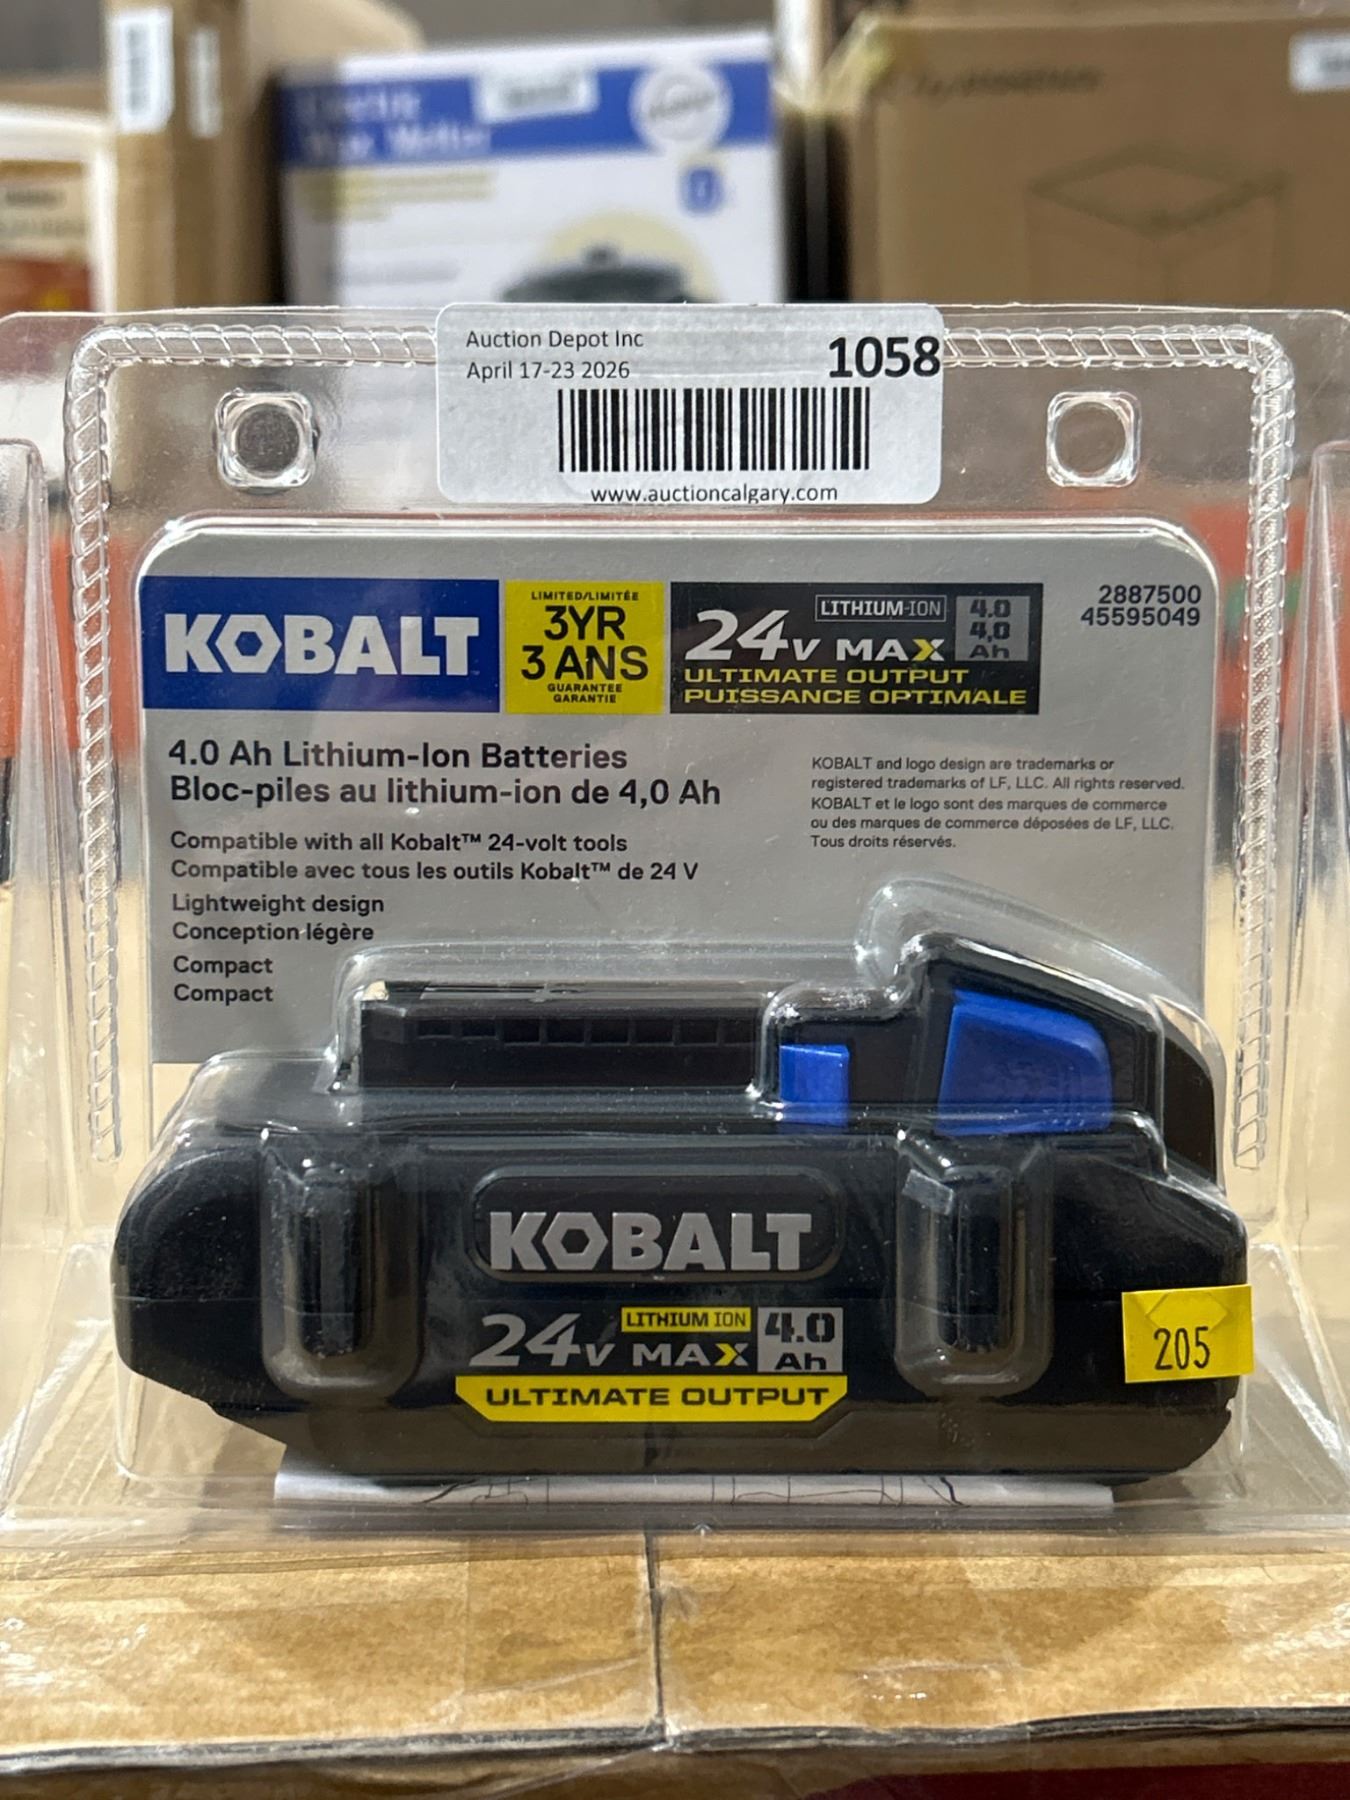 Auction Depot Inc
April 17-23 2026
1058
www.auctioncalgary.com
KOBALT
LIMITED/LIMITÉE
3YR
3 ANS
GUARANTEE
GARANTIE
24V MAX
LITHIUM-ION
4.0
4,0
Ah
ULTIMATE OUTPUT
PUISSANCE OPTIMALE
2887500
45595049
4.0 Ah Lithium-Ion Batteries
Bloc-piles au lithium-ion de 4,0 Ah
Compatible with all Kobalt™ 24-volt tools
Compatible avec tous les outils Kobalt™ de 24 V
Lightweight design
Conception légère
Compact
Compact
KOBALT and logo design are trademarks or
registered trademarks of LF, LLC. All rights reserved.
KOBALT et le logo sont des marques de commerce
ou des marques de commerce déposées de LF, LLC.
Tous droits réservés.
KOBALT
24V MAX
LITHIUM ION
4.0
Ah
ULTIMATE OUTPUT
205